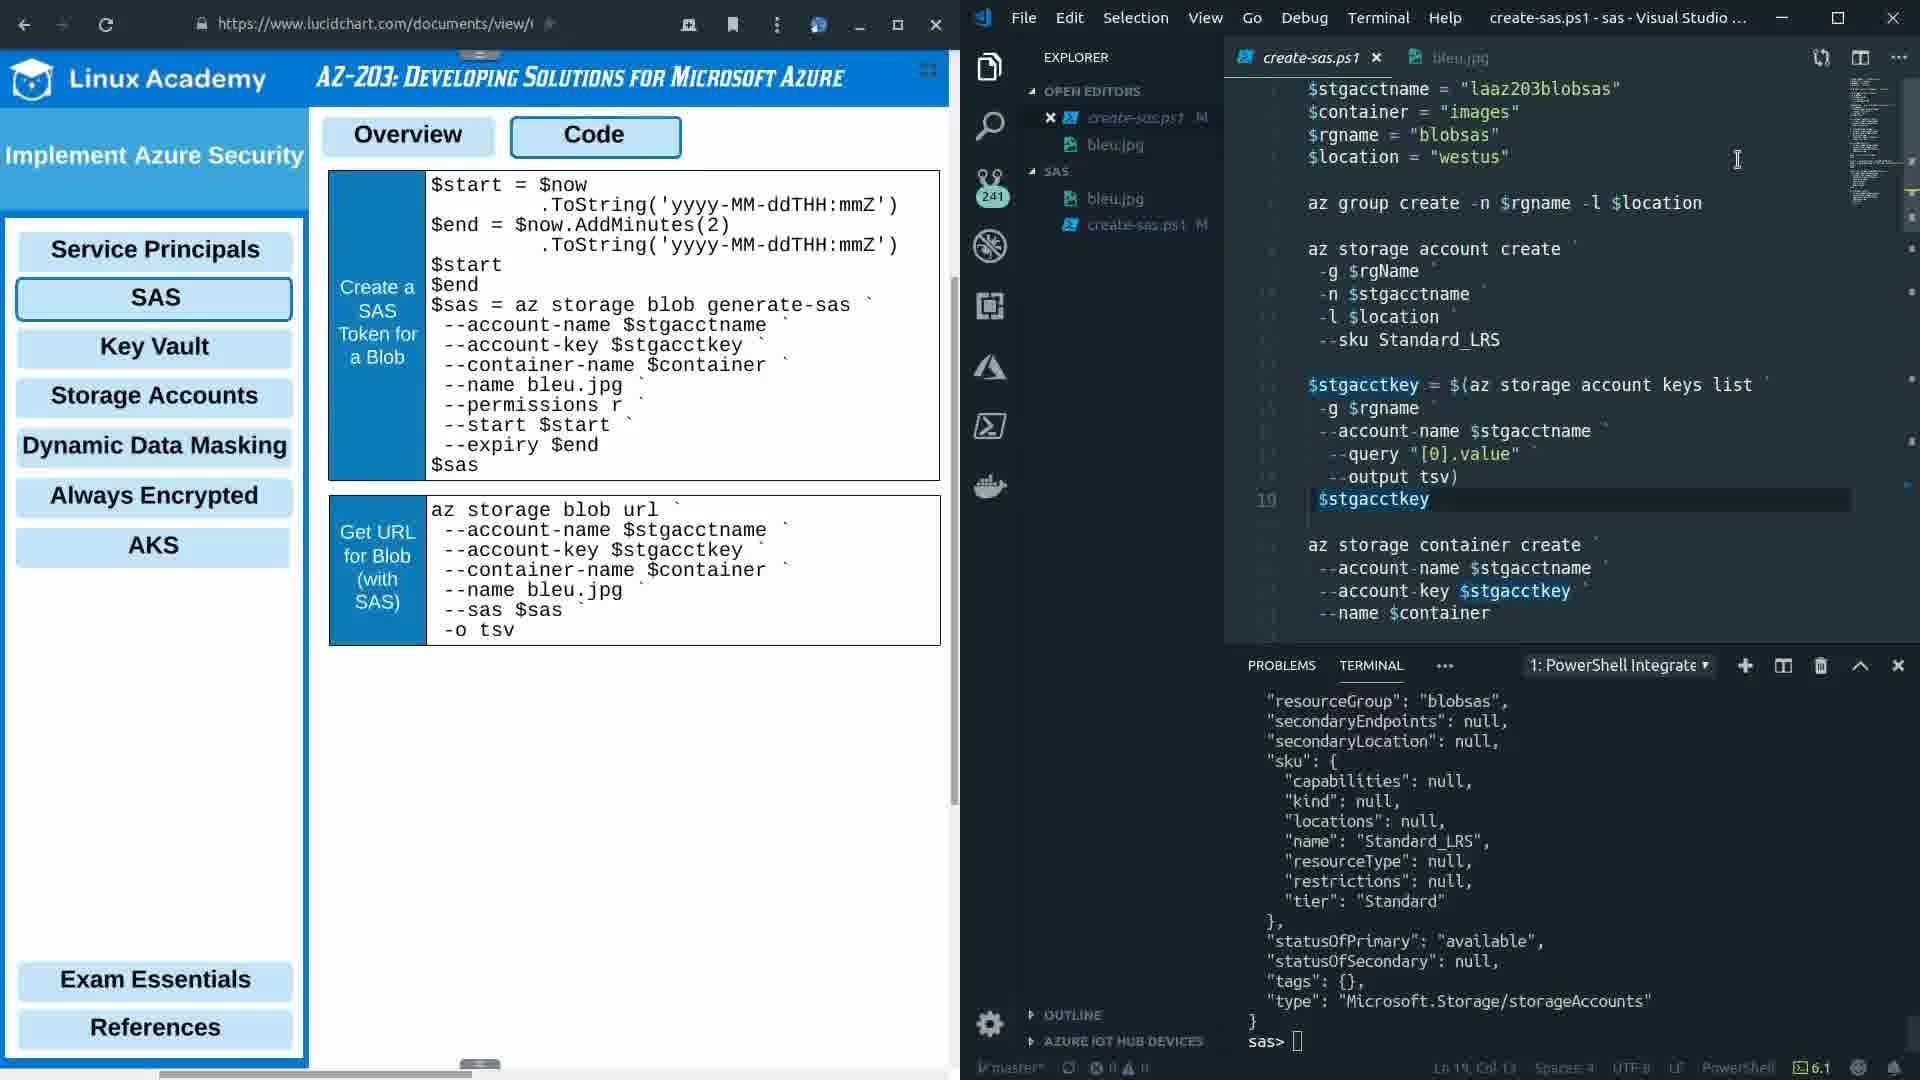 https://www.lucidchart.com/documents/view/
Linux Academy
AZ-203: Developing Solutions for Microsoft Azure
Implement Azure Security
Service Principals
SAS
Key Vault
Storage Accounts
Dynamic Data Masking
Always Encrypted
AKS
Exam Essentials
References
Overview
Code
Create a
SAS
Token for
a Blob
$start = $now
.ToString('yyyy-MM-ddTHH:mmZ')
$end = $now.AddMinutes(2)
.ToString('yyyy-MM-ddTHH:mmZ')
$start
$end
$sas = az storage blob generate-sas `
--account-name $stgacctname `
--account-key $stgacctkey `
--container-name $container `
--name bleu.jpg `
--permissions r `
--start $start `
--expiry $end
$sas
Get URL
for Blob
(with
SAS)
az storage blob url `
--account-name $stgacctname `
--account-key $stgacctkey `
--container-name $container `
--name bleu.jpg `
--sas $sas `
-o tsv
File Edit Selection View Go Debug Terminal Help create-sas.ps1 - sas - Visual Studio ...
EXPLORER
OPEN EDITORS
create-sas.ps1 M
bleu.jpg
SAS
bleu.jpg
create-sas.ps1 M
241
OUTLINE
AZURE IOT HUB DEVICES
create-sas.ps1
bleu.jpg
$stgacctname = "laaz203blobsas"
$container = "images"
$rgname = "blobsas"
$location = "westus"
az group create -n $rgname -l $location
az storage account create `
-g $rgName `
-n $stgacctname `
-l $location `
--sku Standard_LRS
$stgacctkey = $(az storage account keys list `
-g $rgname `
--account-name $stgacctname `
--query "[0].value" `
--output tsv)
19 $stgacctkey
az storage container create `
--account-name $stgacctname `
--account-key $stgacctkey `
--name $container
PROBLEMS TERMINAL ... 1: PowerShell Integrate
"resourceGroup": "blobsas",
"secondaryEndpoints": null,
"secondaryLocation": null,
"sku": {
"capabilities": null,
"kind": null,
"locations": null,
"name": "Standard_LRS",
"resourceType": null,
"restrictions": null,
"tier": "Standard"
},
"statusOfPrimary": "available",
"statusOfSecondary": null,
"tags": {},
"type": "Microsoft.Storage/storageAccounts"
}
sas>
master* 0 0 Ln 19, Col 13 Spaces: 4 UTF-8 LF PowerShell 6.1